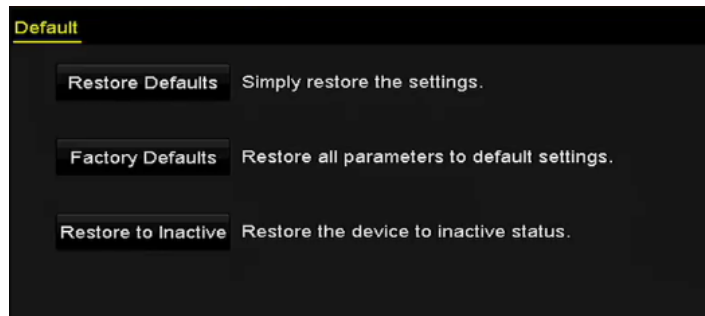 Default
Restore Defaults Simply restore the settings.
Factory Defaults Restore all parameters to default settings.
Restore to Inactive Restore the device to inactive status.